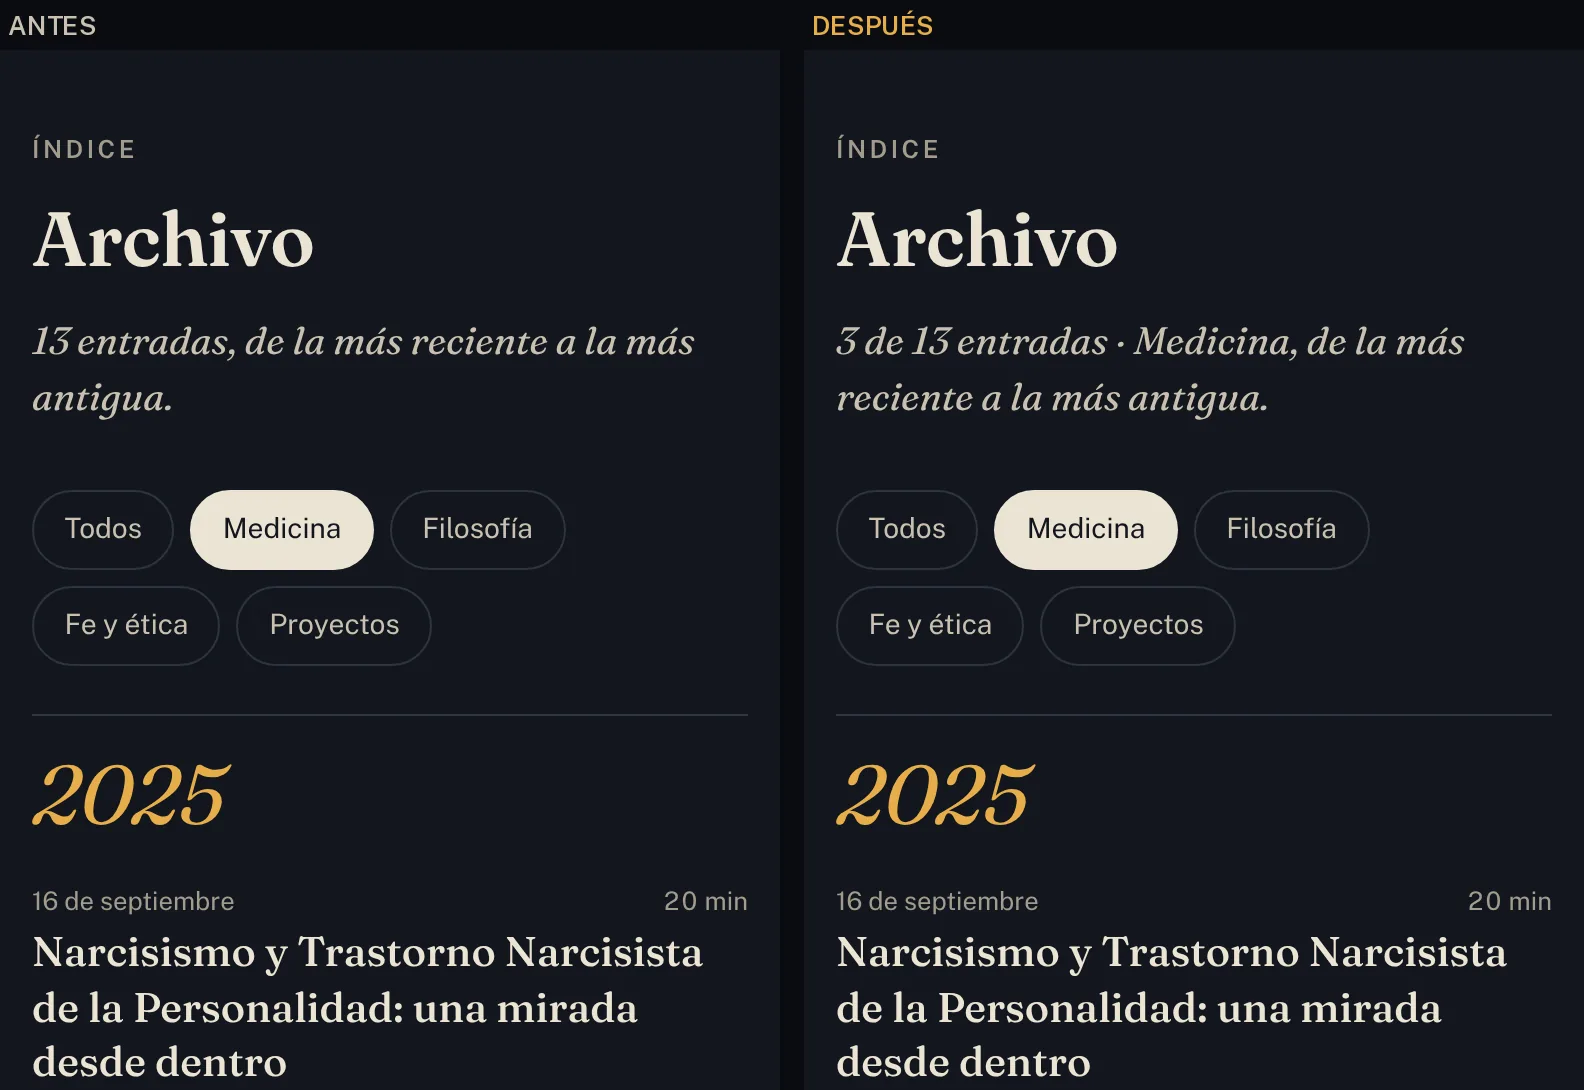 ANTES
ÍNDICE
Archivo
13 entradas, de la más reciente a la más
antigua.
Todos Medicina Filosofía
Fe y ética Proyectos
2025
16 de septiembre 20 min
Narcisismo y Trastorno Narcisista
de la Personalidad: una mirada
desde dentro
DESPUÉS
ÍNDICE
Archivo
3 de 13 entradas · Medicina, de la más
reciente a la más antigua.
Todos Medicina Filosofía
Fe y ética Proyectos
2025
16 de septiembre 20 min
Narcisismo y Trastorno Narcisista
de la Personalidad: una mirada
desde dentro